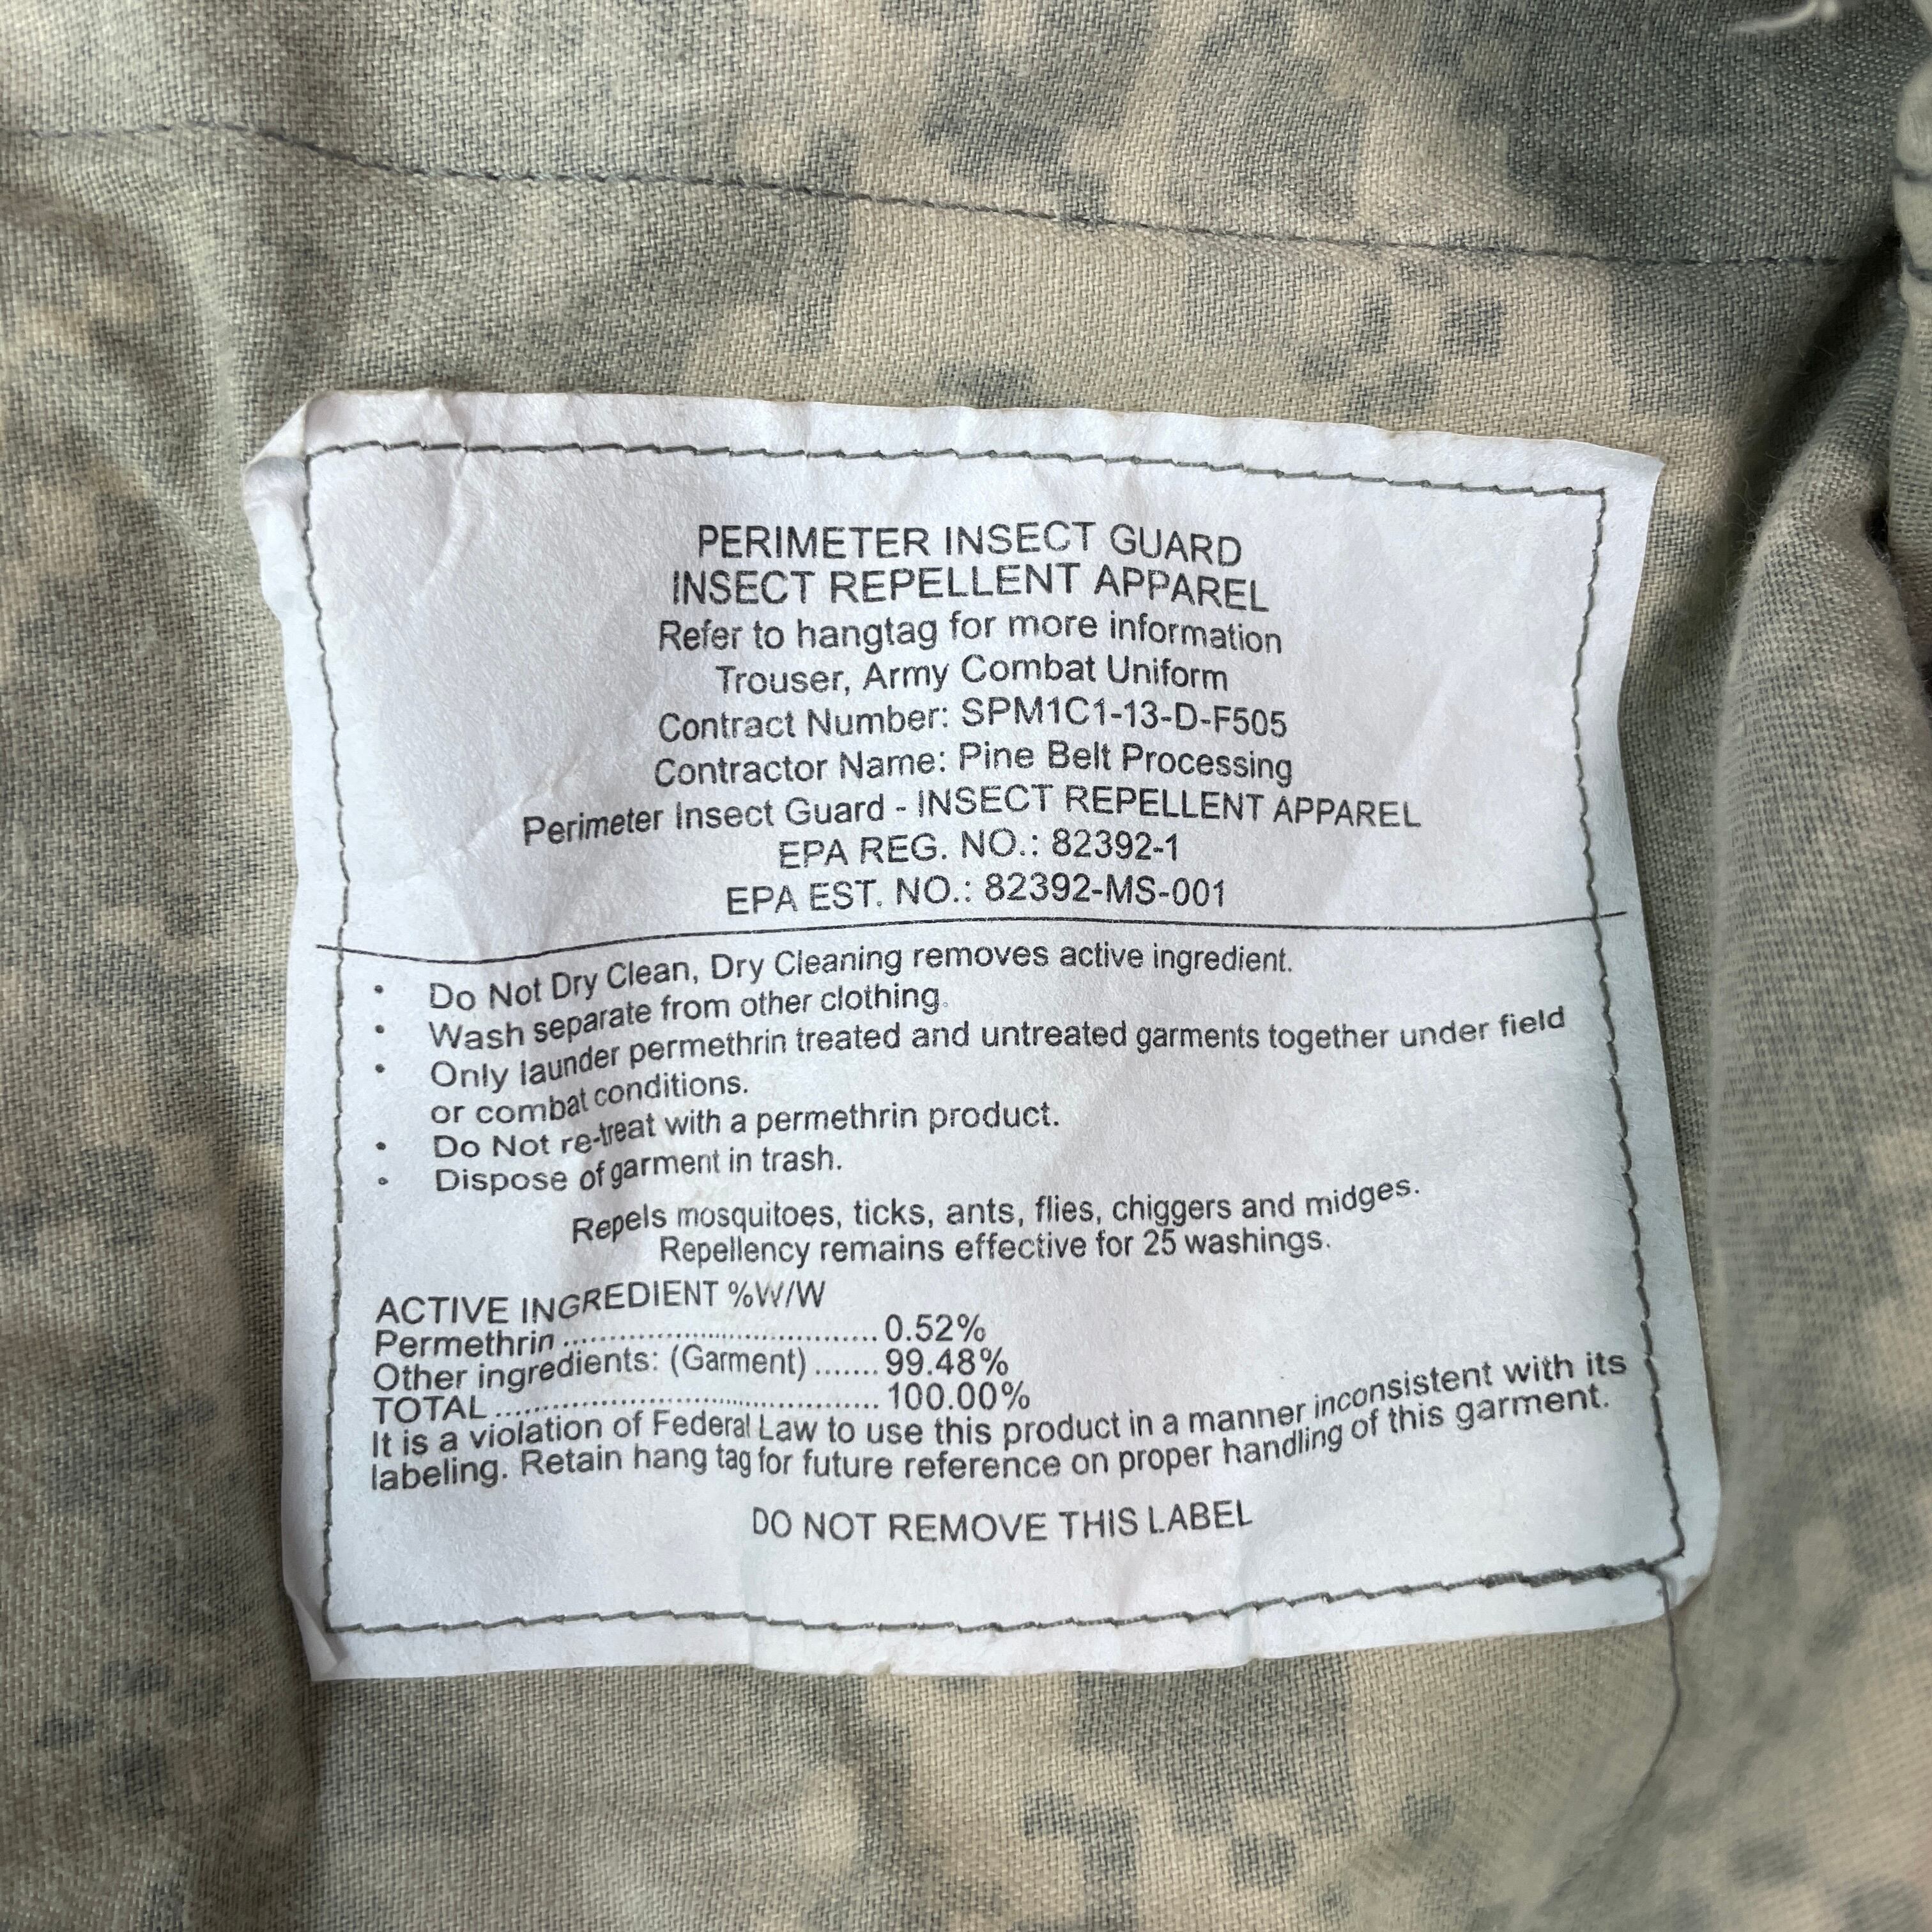 PERIMETER INSECT GUARD
INSECT REPELLENT APPAREL
Refer to hangtag for more information
Trouser, Army Combat Uniform
Contract Number: SPM1C1-13-D-F505
Contractor Name: Pine Belt Processing
Perimeter Insect Guard - INSECT REPELLENT APPAREL
EPA REG. NO.: 82392-1
EPA EST. NO.: 82392-MS-001
• Do Not Dry Clean, Dry Cleaning removes active ingredient.
• Wash separate from other clothing.
• Only launder permethrin treated and untreated garments together under field
or combat conditions.
• Do Not re-treat with a permethrin product.
• Dispose of garment in trash.
Repels mosquitoes, ticks, ants, flies, chiggers and midges.
Repellency remains effective for 25 washings.
ACTIVE INGREDIENT %W/W
Permethrin ........................................ 0.52%
Other ingredients: (Garment) ....... 99.48%
TOTAL ................................................. 100.00%
It is a violation of Federal Law to use this product in a manner inconsistent with its
labeling. Retain hang tag for future reference on proper handling of this garment.
DO NOT REMOVE THIS LABEL